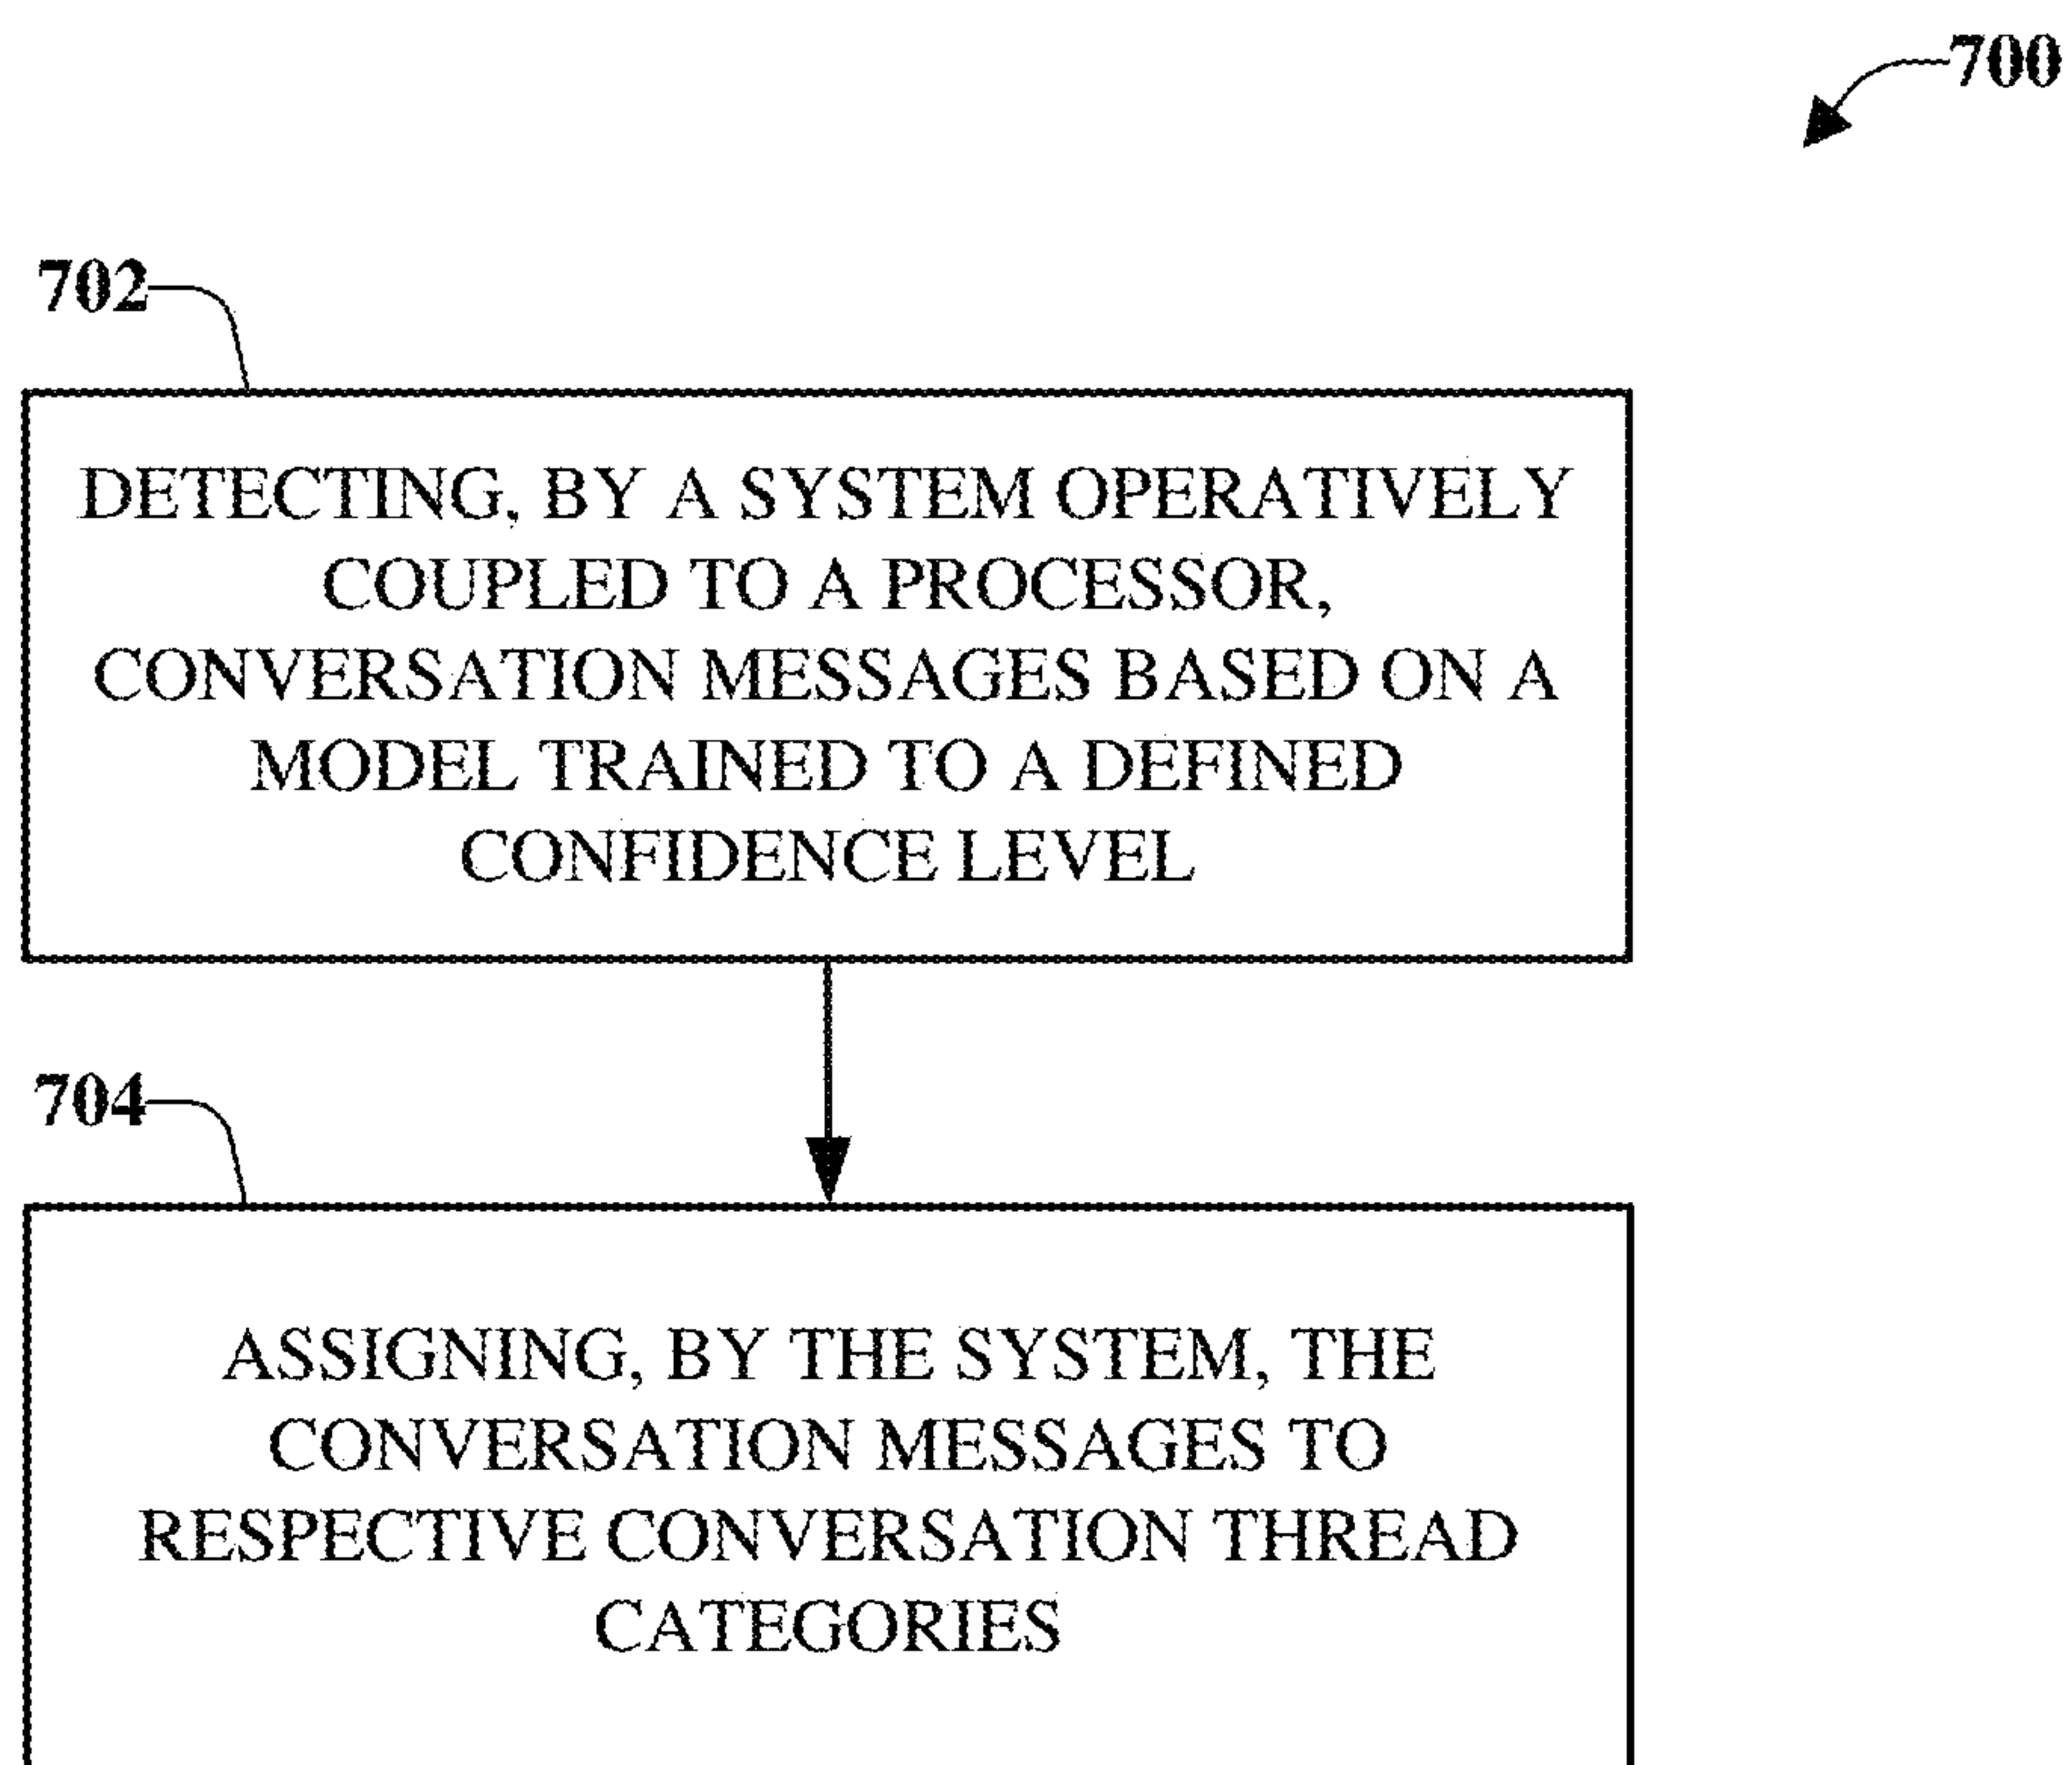 700
702
DETECTING, BY A SYSTEM OPERATIVELY
COUPLED TO A PROCESSOR,
CONVERSATION MESSAGES BASED ON A
MODEL TRAINED TO A DEFINED
CONFIDENCE LEVEL
704
ASSIGNING, BY THE SYSTEM, THE
CONVERSATION MESSAGES TO
RESPECTIVE CONVERSATION THREAD
CATEGORIES